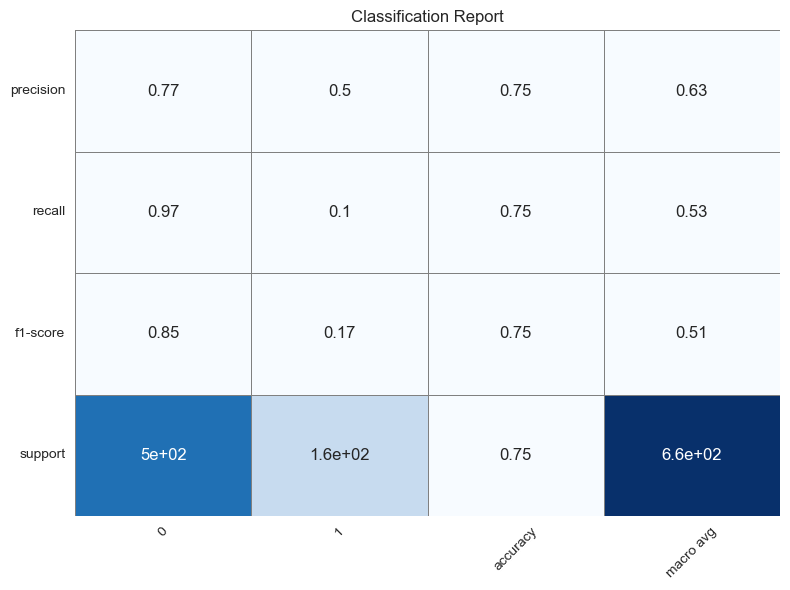 Classification Report
precision 0.77 0.5 0.75 0.63
recall 0.97 0.1 0.75 0.53
f1-score 0.85 0.17 0.75 0.51
support 5e+02 1.6e+02 0.75 6.6e+02
0 1 accuracy macro avg